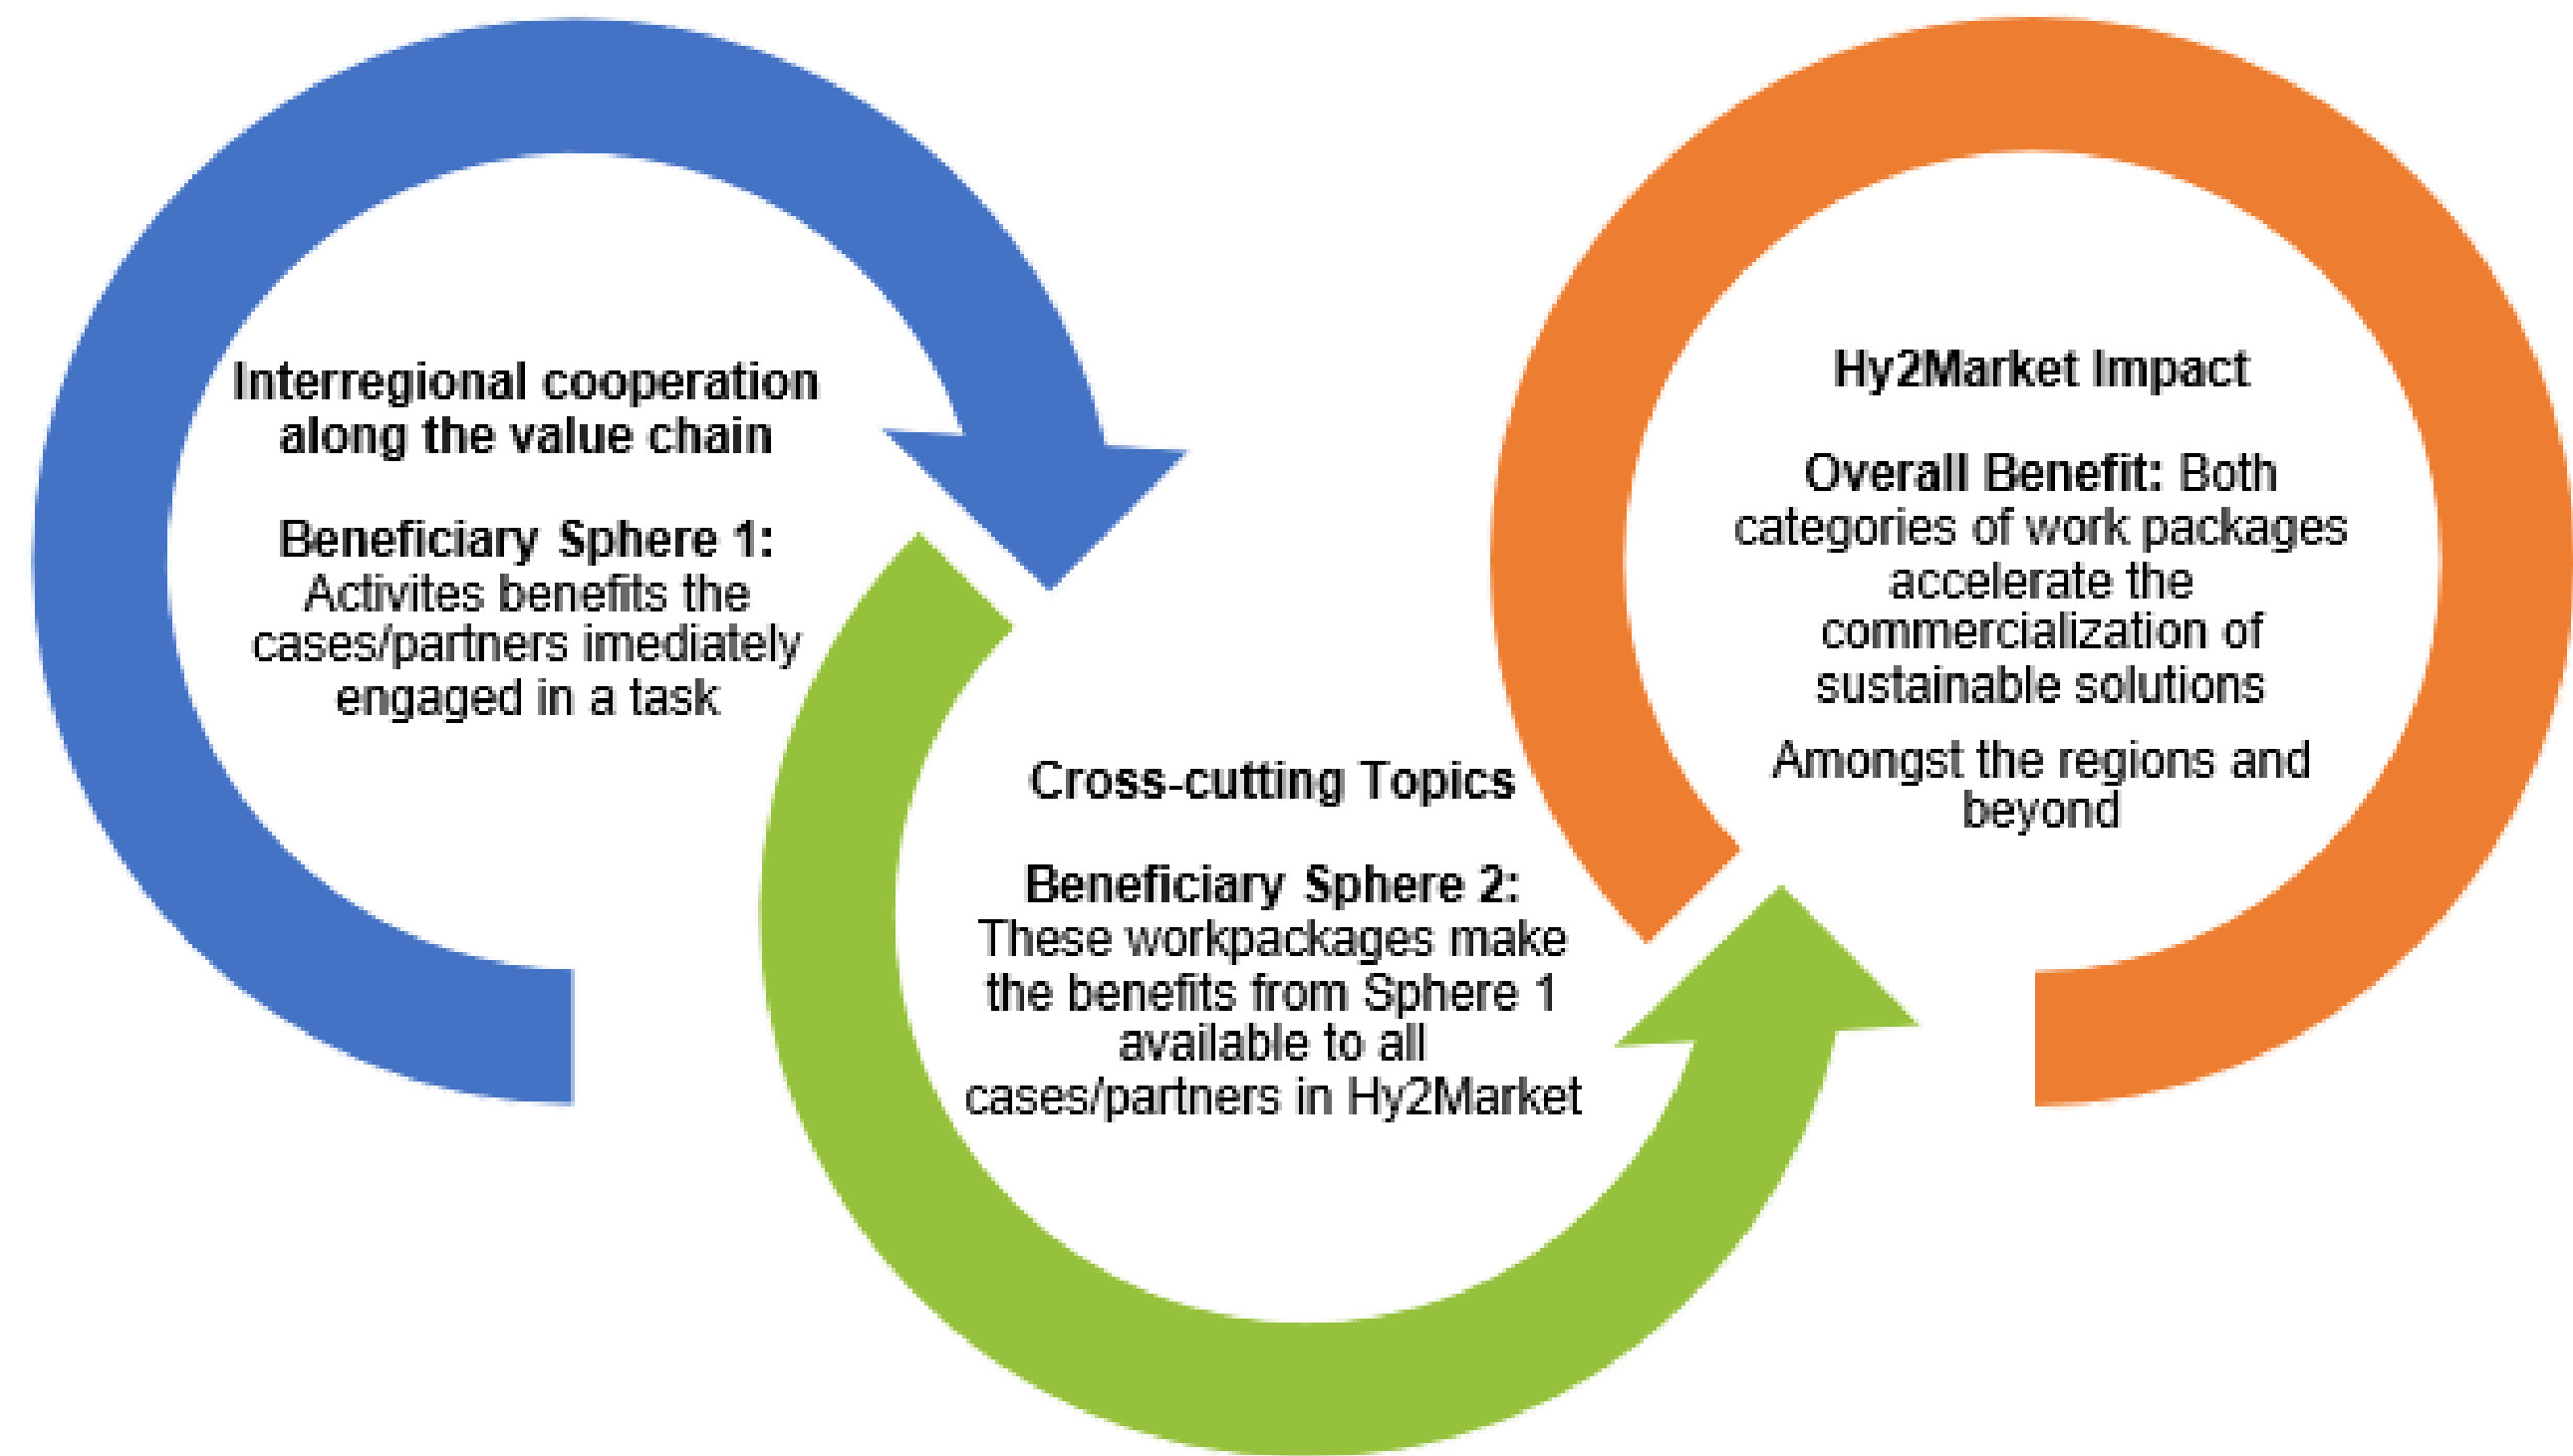 Interregional cooperation
along the value chain
Beneficiary Sphere 1:
Activites benefits the
cases/partners imediately
engaged in a task
Cross-cutting Topics
Beneficiary Sphere 2:
These workpackages make
the benefits from Sphere 1
available to all
cases/partners in Hy2Market
Hy2Market Impact
Overall Benefit: Both
categories of work packages
accelerate the
commercialization of
sustainable solutions
Amongst the regions and
beyond